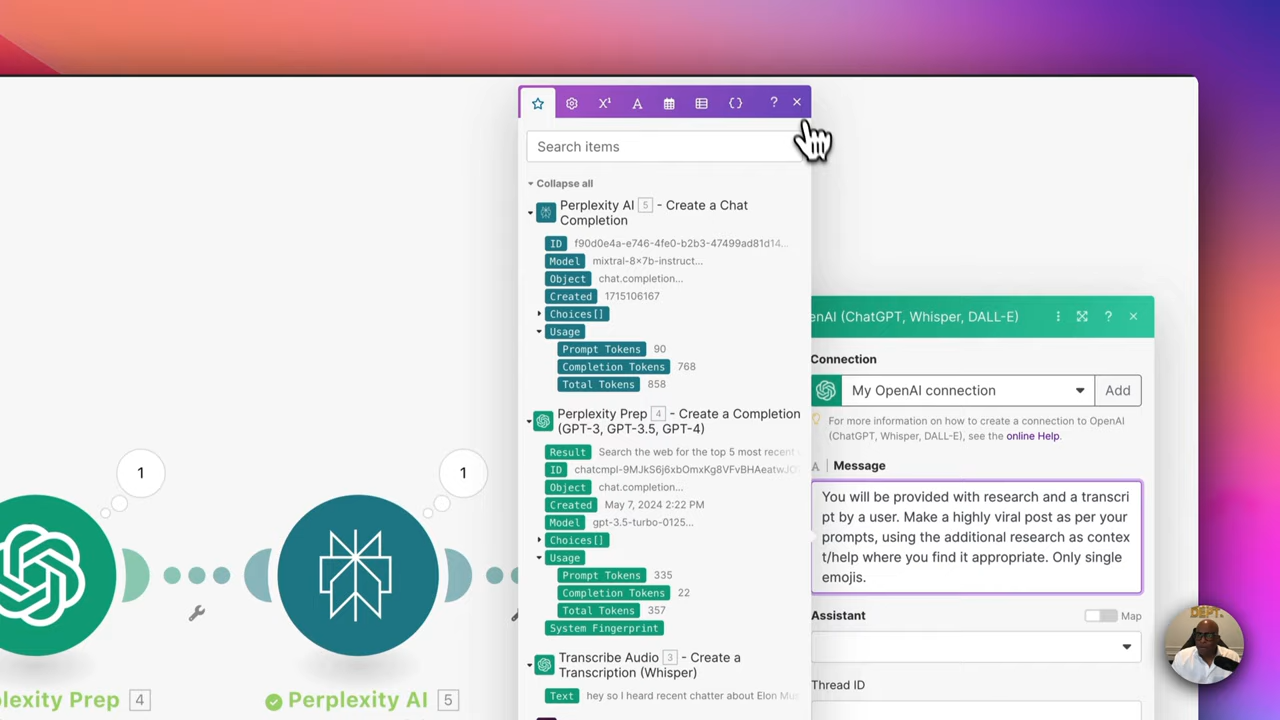 X¹ A ?
Search items
Collapse all
Perplexity AI 5 - Create a Chat
Completion
ID f90d0e4a-e746-4fe0-b2b3-47499ad81d14...
Model mixtral-8x7b-instruct...
Object chat.completion...
Created 1715106167
Choices[]
Usage
Prompt Tokens 90
Completion Tokens 768
Total Tokens 858
Perplexity Prep 4 - Create a Completion
(GPT-3, GPT-3.5, GPT-4)
Result Search the web for the top 5 most recent
ID chatcmpl-9MJkS6j6xbOmxKg8VFvBHAeatwJO
Object chat.completion...
Created May 7, 2024 2:22 PM
Model gpt-3.5-turbo-0125...
Choices[]
Usage
Prompt Tokens 335
Completion Tokens 22
Total Tokens 357
System Fingerprint
Transcribe Audio 3 - Create a
Transcription (Whisper)
Text hey so I heard recent chatter about Elon Mus
enAI (ChatGPT, Whisper, DALL-E) ?
Connection
My OpenAI connection Add
For more information on how to create a connection to OpenAI
(ChatGPT, Whisper, DALL-E), see the online Help.
A Message
You will be provided with research and a transcri
pt by a user. Make a highly viral post as per your
prompts, using the additional research as contex
t/help where you find it appropriate. Only single
emojis.
Assistant Map
Thread ID
1
1
plexity Prep 4
Perplexity AI 5
DEPT.